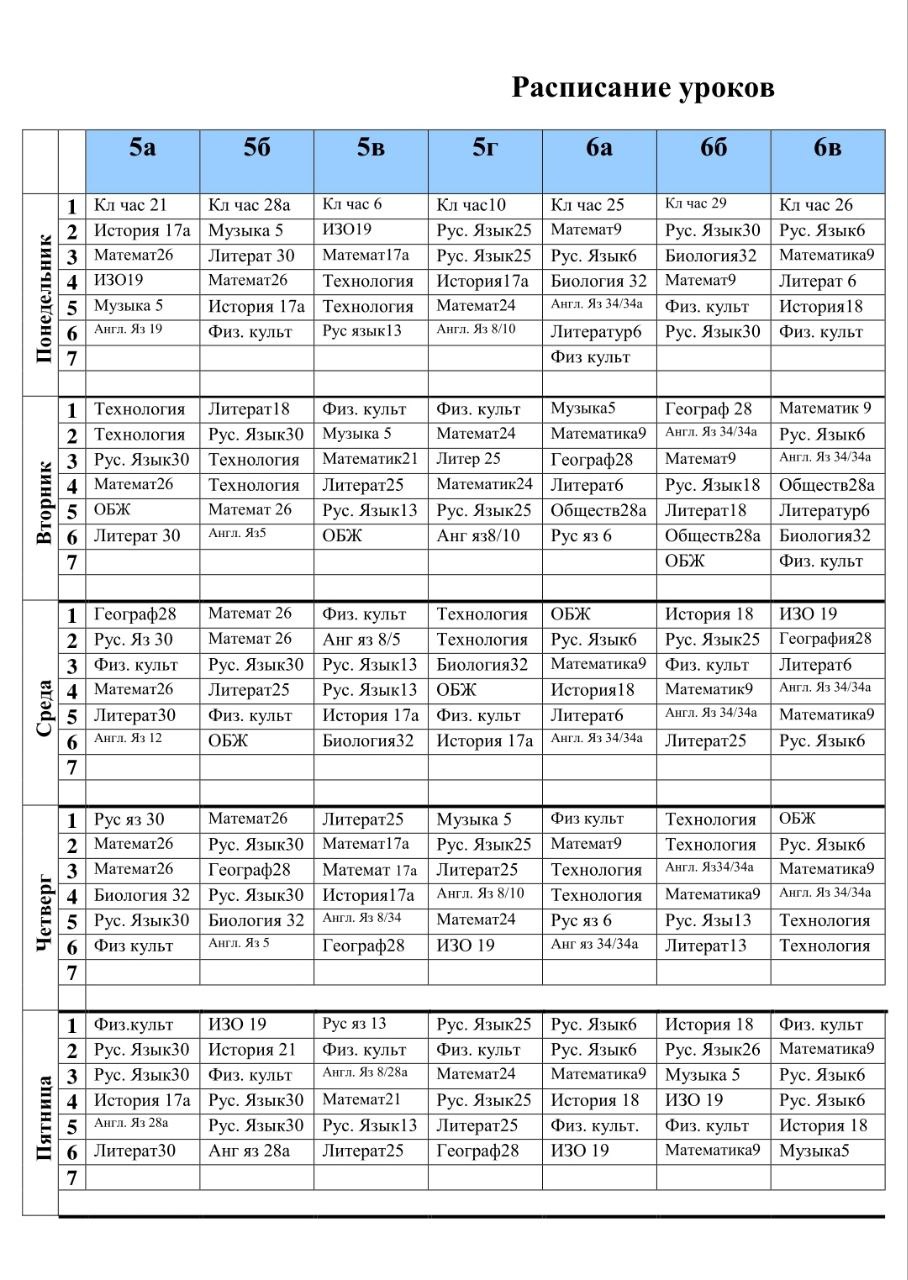 Расписание уроков
5а 5б 5в 5г 6а 6б 6в
Понедельник
1 Кл час 21 Кл час 28а Кл час 6 Кл час10 Кл час 25 Кл час 29 Кл час 26
2 История 17а Музыка 5 ИЗО19 Рус. Язык25 Математ9 Рус. Язык30 Рус. Язык6
3 Математ26 Литерат 30 Математ17а Рус. Язык25 Рус. Язык6 Биология32 Математика9
4 ИЗО19 Математ26 Технология История17а Биология 32 Математ9 Литерат 6
5 Музыка 5 История 17а Технология Математ24 Англ. Яз 34/34а Физ. культ История18
6 Англ. Яз 19 Физ. культ Рус язык13 Англ. Яз 8/10 Литератур6 Рус. Язык30 Физ. культ
7 Физ культ
Вторник
1 Технология Литерат18 Физ. культ Физ. культ Музыка5 Географ 28 Математик 9
2 Технология Рус. Язык30 Музыка 5 Математ24 Математика9 Англ. Яз 34/34а Рус. Язык6
3 Рус. Язык30 Технология Математик21 Литер 25 Географ28 Математ9 Англ. Яз 34/34а
4 Математ26 Технология Литерат25 Математик24 Литерат6 Рус. Язык18 Обществ28а
5 ОБЖ Математ 26 Рус. Язык13 Рус. Язык25 Обществ28а Литерат18 Литератур6
6 Литерат 30 Англ. Яз5 ОБЖ Анг яз8/10 Рус яз 6 Обществ28а Биология32
7 ОБЖ Физ. культ
Среда
1 Географ28 Математ 26 Физ. культ Технология ОБЖ История 18 ИЗО 19
2 Рус. Яз 30 Математ 26 Анг яз 8/5 Технология Рус. Язык6 Рус. Язык25 География28
3 Физ. культ Рус. Язык30 Рус. Язык13 Биология32 Математика9 Физ. культ Литерат6
4 Математ26 Литерат25 Рус. Язык13 ОБЖ История18 Математик9 Англ. Яз 34/34а
5 Литерат30 Физ. культ История 17а Физ. культ Литерат6 Англ. Яз 34/34а Математика9
6 Англ. Яз 12 ОБЖ Биология32 История 17а Англ. Яз 34/34а Литерат25 Рус. Язык6
7
Четверг
1 Рус яз 30 Математ26 Литерат25 Музыка 5 Физ культ Технология ОБЖ
2 Математ26 Рус. Язык30 Математ17а Рус. Язык25 Математ9 Технология Рус. Язык6
3 Математ26 Географ28 Математ 17а Литерат25 Технология Англ. Яз34/34а Математика9
4 Биология 32 Рус. Язык30 История17а Англ. Яз 8/10 Технология Математика9 Англ. Яз 34/34а
5 Рус. Язык30 Биология 32 Англ. Яз 8/34 Математ24 Рус яз 6 Рус. Язы13 Технология
6 Физ культ Англ. Яз 5 Географ28 ИЗО 19 Анг яз 34/34а Литерат13 Технология
7
Пятница
1 Физ.культ ИЗО 19 Рус яз 13 Рус. Язык25 Рус. Язык6 История 18 Физ. культ
2 Рус. Язык30 История 21 Физ. культ Физ. культ Рус. Язык6 Рус. Язык26 Математика9
3 Рус. Язык30 Физ. культ Англ. Яз 8/28а Математ24 Математика9 Музыка 5 Рус. Язык6
4 История 17а Рус. Язык30 Математ21 Рус. Язык25 История 18 ИЗО 19 Рус. Язык6
5 Англ. Яз 28а Рус. Язык30 Рус. Язык13 Литерат25 Физ. культ. Физ. культ История 18
6 Литерат30 Анг яз 28а Литерат25 Географ28 ИЗО 19 Математика9 Музыка5
7